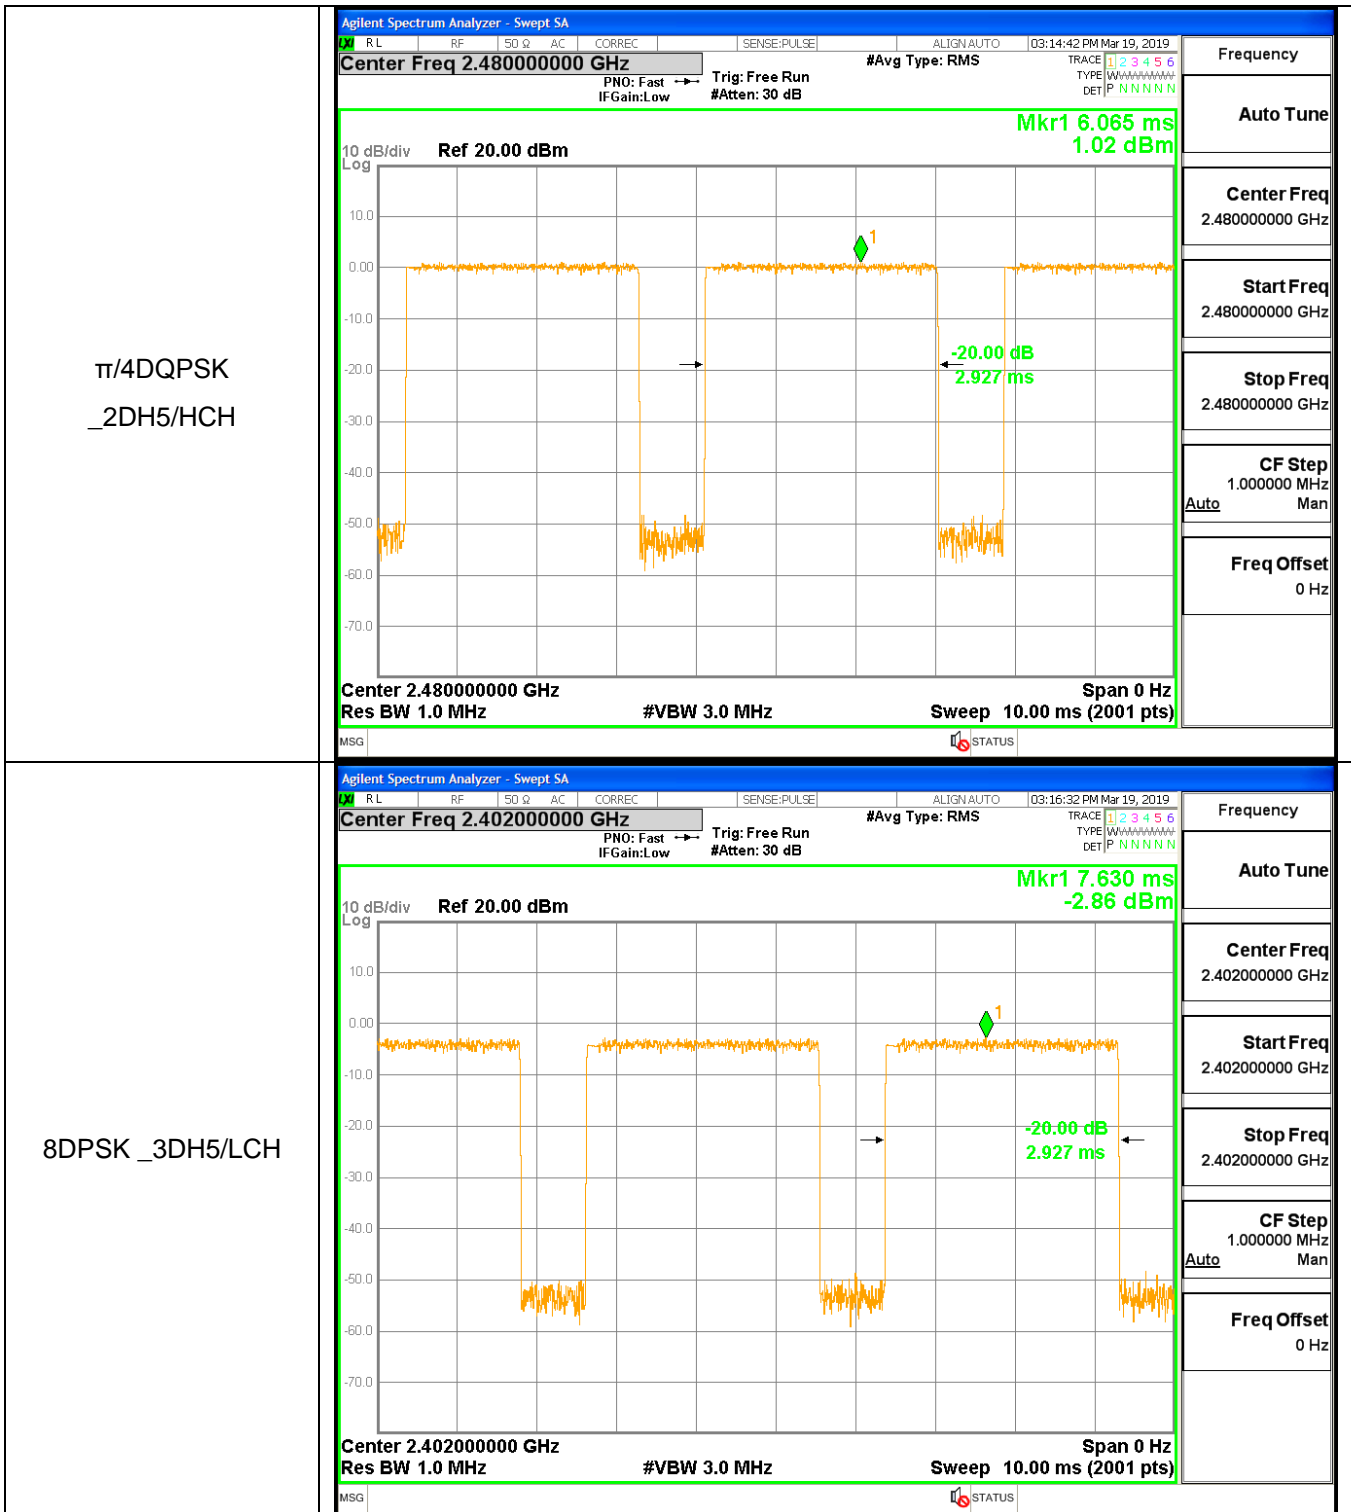 π/4DQPSK
_2DH5/HCH
Agilent Spectrum Analyzer - Swept SA
LXI RL RF 50 Ω AC CORREC SENSE:PULSE ALIGNAUTO 03:14:42 PM Mar 19, 2019
Center Freq 2.480000000 GHz
PNO: Fast
IFGain:Low
Trig: Free Run
#Atten: 30 dB
#Avg Type: RMS
TRACE 1 2 3 4 5 6
TYPE
DET P N N N N N
Mkr1 6.065 ms
1.02 dBm
10 dB/div Ref 20.00 dBm
Log
10.0
0.00
-10.0
-20.0
-30.0
-40.0
-50.0
-60.0
-70.0
1
-20.00 dB
2.927 ms
Center 2.480000000 GHz Span 0 Hz
Res BW 1.0 MHz #VBW 3.0 MHz Sweep 10.00 ms (2001 pts)
MSG STATUS
Frequency
Auto Tune
Center Freq
2.480000000 GHz
Start Freq
2.480000000 GHz
Stop Freq
2.480000000 GHz
CF Step
1.000000 MHz
Auto Man
Freq Offset
0 Hz
8DPSK _3DH5/LCH
Agilent Spectrum Analyzer - Swept SA
LXI RL RF 50 Ω AC CORREC SENSE:PULSE ALIGNAUTO 03:16:32 PM Mar 19, 2019
Center Freq 2.402000000 GHz
PNO: Fast
IFGain:Low
Trig: Free Run
#Atten: 30 dB
#Avg Type: RMS
TRACE 1 2 3 4 5 6
TYPE
DET P N N N N N
Mkr1 7.630 ms
-2.86 dBm
10 dB/div Ref 20.00 dBm
Log
10.0
0.00
-10.0
-20.0
-30.0
-40.0
-50.0
-60.0
-70.0
1
-20.00 dB
2.927 ms
Center 2.402000000 GHz Span 0 Hz
Res BW 1.0 MHz #VBW 3.0 MHz Sweep 10.00 ms (2001 pts)
MSG STATUS
Frequency
Auto Tune
Center Freq
2.402000000 GHz
Start Freq
2.402000000 GHz
Stop Freq
2.402000000 GHz
CF Step
1.000000 MHz
Auto Man
Freq Offset
0 Hz